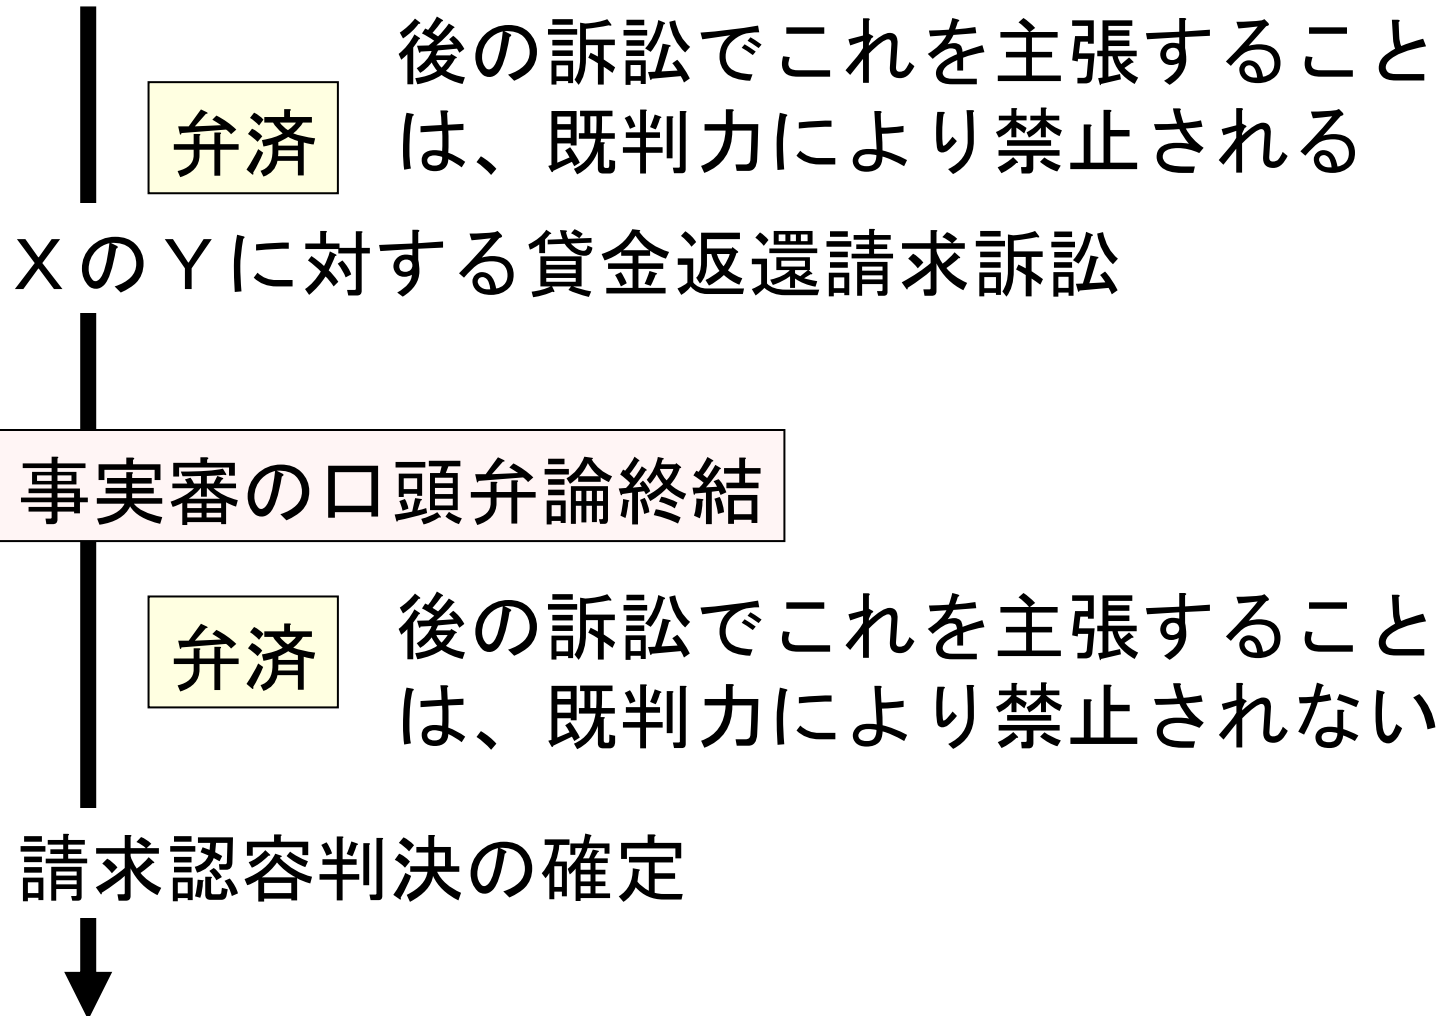 後の訴訟でこれを主張すること
は、既判力により禁止される
弁済
ＸのＹに対する貸金返還請求訴訟
事実審の口頭弁論終結
弁済
後の訴訟でこれを主張すること
は、既判力により禁止されない
請求認容判決の確定